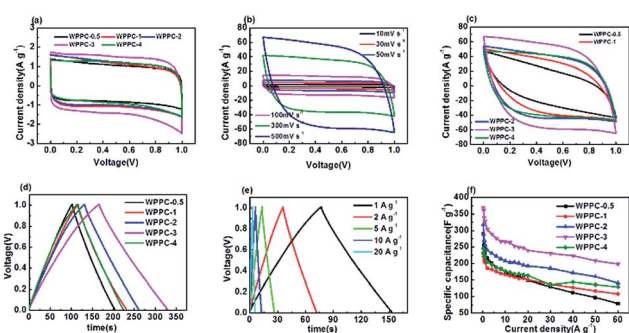 (a)
WPPC-0.5 WPPC-1 WPPC-2
WPPC-3 WPPC-4
Current density(A g⁻¹)
3
2
1
0
-1
-2
-3
0.0 0.2 0.4 0.6 0.8 1.0
Voltage(V)
(b)
10mV s⁻¹
30mV s⁻¹
50mV s⁻¹
100mV s⁻¹
300mV s⁻¹
500mV s⁻¹
Current density(A g⁻¹)
80
60
40
20
0
-20
-40
-60
-80
0.0 0.2 0.4 0.6 0.8 1.0
Voltage(V)
(c)
WPPC-0.5
WPPC-1
WPPC-2
WPPC-3
WPPC-4
Current density(A g⁻¹)
80
60
40
20
0
-20
-40
-60
-80
0.0 0.2 0.4 0.6 0.8 1.0
Voltage(V)
(d)
WPPC-0.5
WPPC-1
WPPC-2
WPPC-3
WPPC-4
Voltage(V)
1.0
0.8
0.6
0.4
0.2
0.0
0 50 100 150 200 250 300 350
time(s)
(e)
1 A g⁻¹
2 A g⁻¹
5 A g⁻¹
10 A g⁻¹
20 A g⁻¹
Voltage(V)
1.0
0.8
0.6
0.4
0.2
0.0
0 30 60 90 120 150
time(s)
(f)
WPPC-0.5
WPPC-1
WPPC-2
WPPC-3
WPPC-4
Specific capacitance(F g⁻¹)
400
350
300
250
200
150
100
50
0 10 20 30 40 50 60
Current density(A g⁻¹)